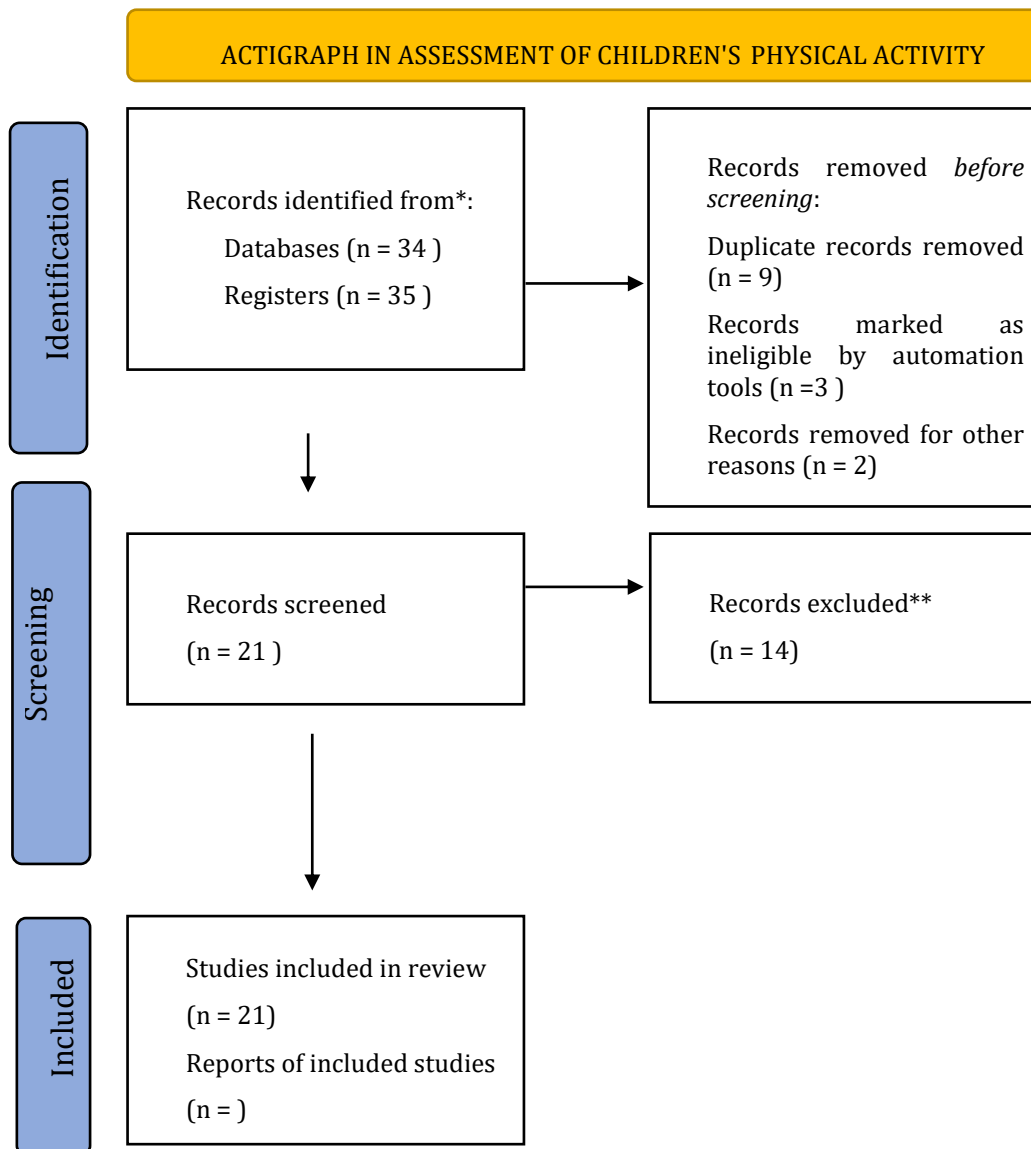 ACTIGRAPH IN ASSESSMENT OF CHILDREN'S PHYSICAL ACTIVITY
Identification
Records identified from*:
Databases (n = 34 )
Registers (n = 35 )
Records removed before
screening:
Duplicate records removed
(n = 9)
Records marked as
ineligible by automation
tools (n =3 )
Records removed for other
reasons (n = 2)
Screening
Records screened
(n = 21 )
Records excluded**
(n = 14)
Included
Studies included in review
(n = 21)
Reports of included studies
(n = )